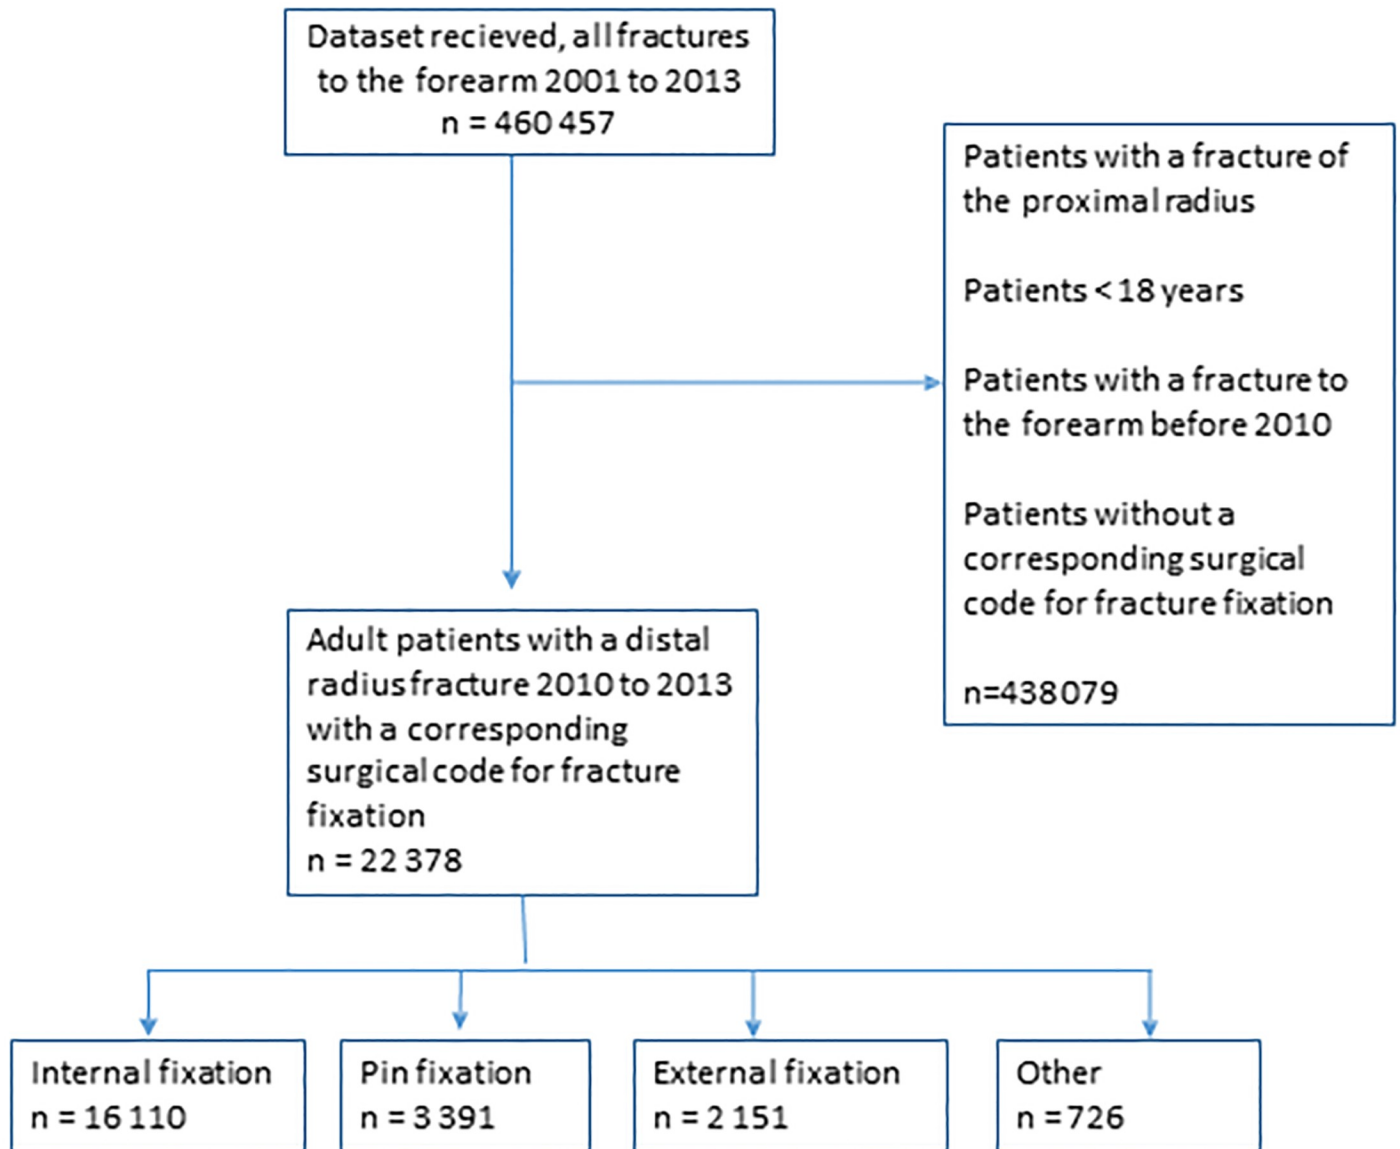 Dataset recieved, all fractures
to the forearm 2001 to 2013
n = 460 457
Patients with a fracture of
the proximal radius
Patients < 18 years
Patients with a fracture to
the forearm before 2010
Patients without a
corresponding surgical
code for fracture fixation
n=438079
Adult patients with a distal
radius fracture 2010 to 2013
with a corresponding
surgical code for fracture
fixation
n = 22 378
Internal fixation
n = 16 110
Pin fixation
n = 3 391
External fixation
n = 2 151
Other
n = 726